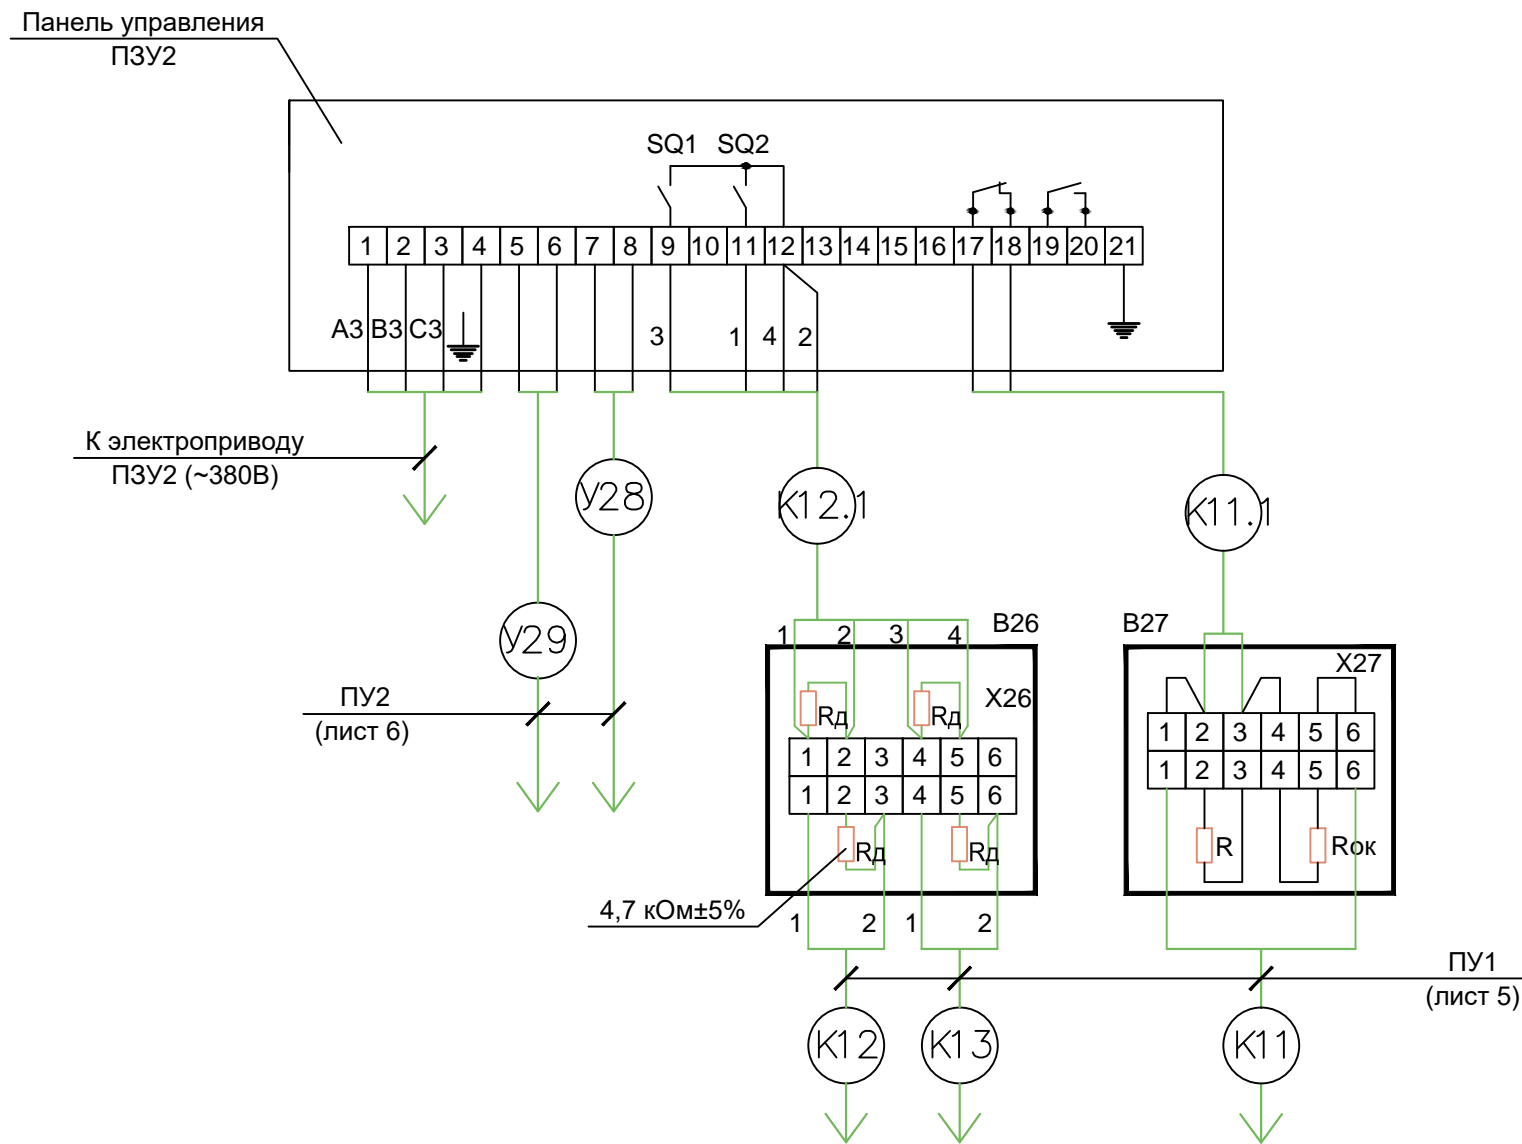 Панель управления
ПЗУ2
SQ1 SQ2
1 2 3 4 5 6 7 8 9 10 11 12 13 14 15 16 17 18 19 20 21
А3 В3 С3
3 1 4 2
К электроприводу
ПЗУ2 (~380В)
У28
К12.1
К11.1
У29
В26
В27
1 2 3 4
Х26
Х27
Rд Rд
ПУ2
(лист 6)
1 2 3 4 5 6
1 2 3 4 5 6
1 2 3 4 5 6
1 2 3 4 5 6
Rд Rд
R Rок
4,7 кОм±5%
1 2 1 2
ПУ1
(лист 5)
К12 К13 К11